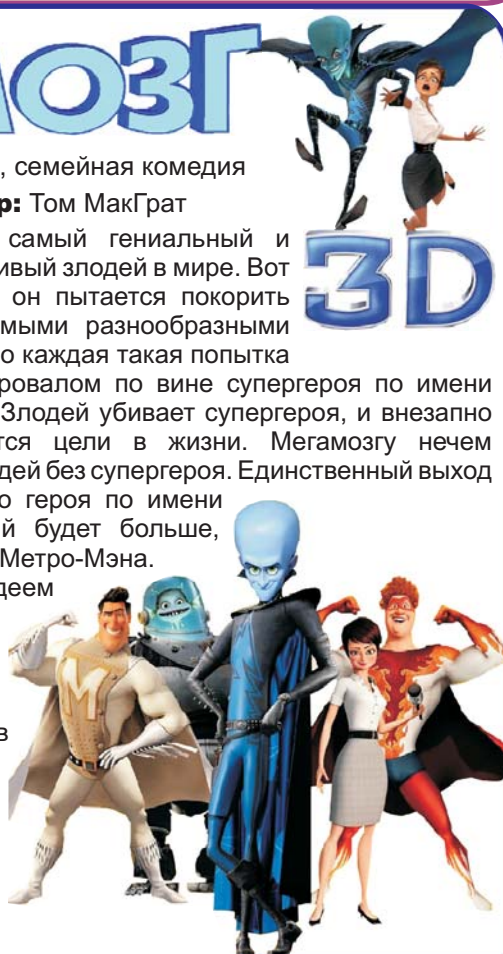 МОЗГ
, семейная комедия
р: Том МакГрат
самый гениальный и
ивый злодей в мире. Вот
он пытается покорить
мыми разнообразными
о каждая такая попытка
ровалом по вине супергероя по имени
Злодей убивает супергероя, и внезапно
тся цели в жизни. Мегамозгу нечем
дей без супергероя. Единственный выход
о героя по имени
й будет больше,
Метро-Мэна.
деем
в
3D
M